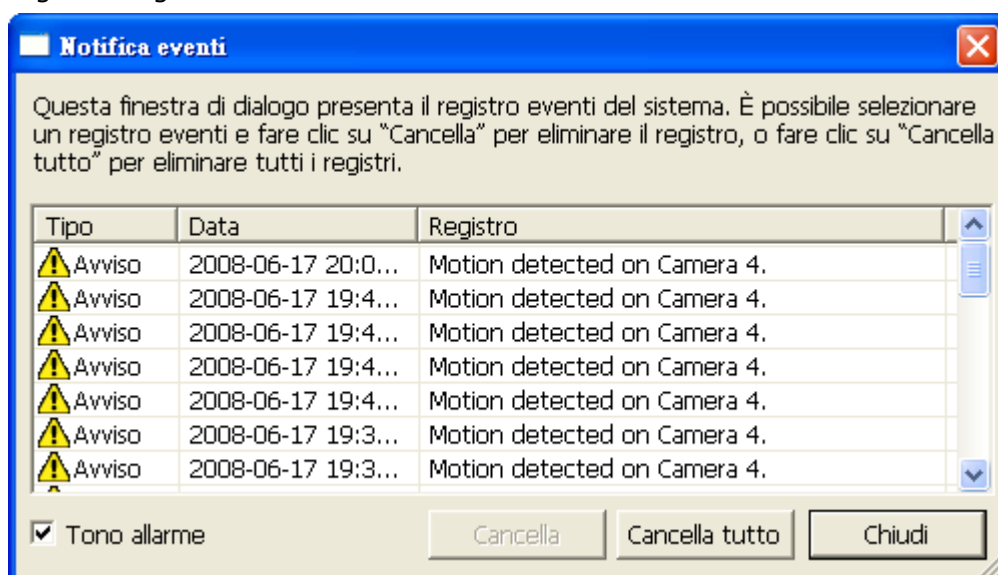 Notifica eventi
Questa finestra di dialogo presenta il registro eventi del sistema. È possibile selezionare
un registro eventi e fare clic su “Cancella” per eliminare il registro, o fare clic su “Cancella
tutto” per eliminare tutti i registri.
Tipo Data Registro
Avviso 2008-06-17 20:0... Motion detected on Camera 4.
Avviso 2008-06-17 19:4... Motion detected on Camera 4.
Avviso 2008-06-17 19:4... Motion detected on Camera 4.
Avviso 2008-06-17 19:4... Motion detected on Camera 4.
Avviso 2008-06-17 19:4... Motion detected on Camera 4.
Avviso 2008-06-17 19:3... Motion detected on Camera 4.
Avviso 2008-06-17 19:3... Motion detected on Camera 4.
Tono allarme Cancella Cancella tutto Chiudi